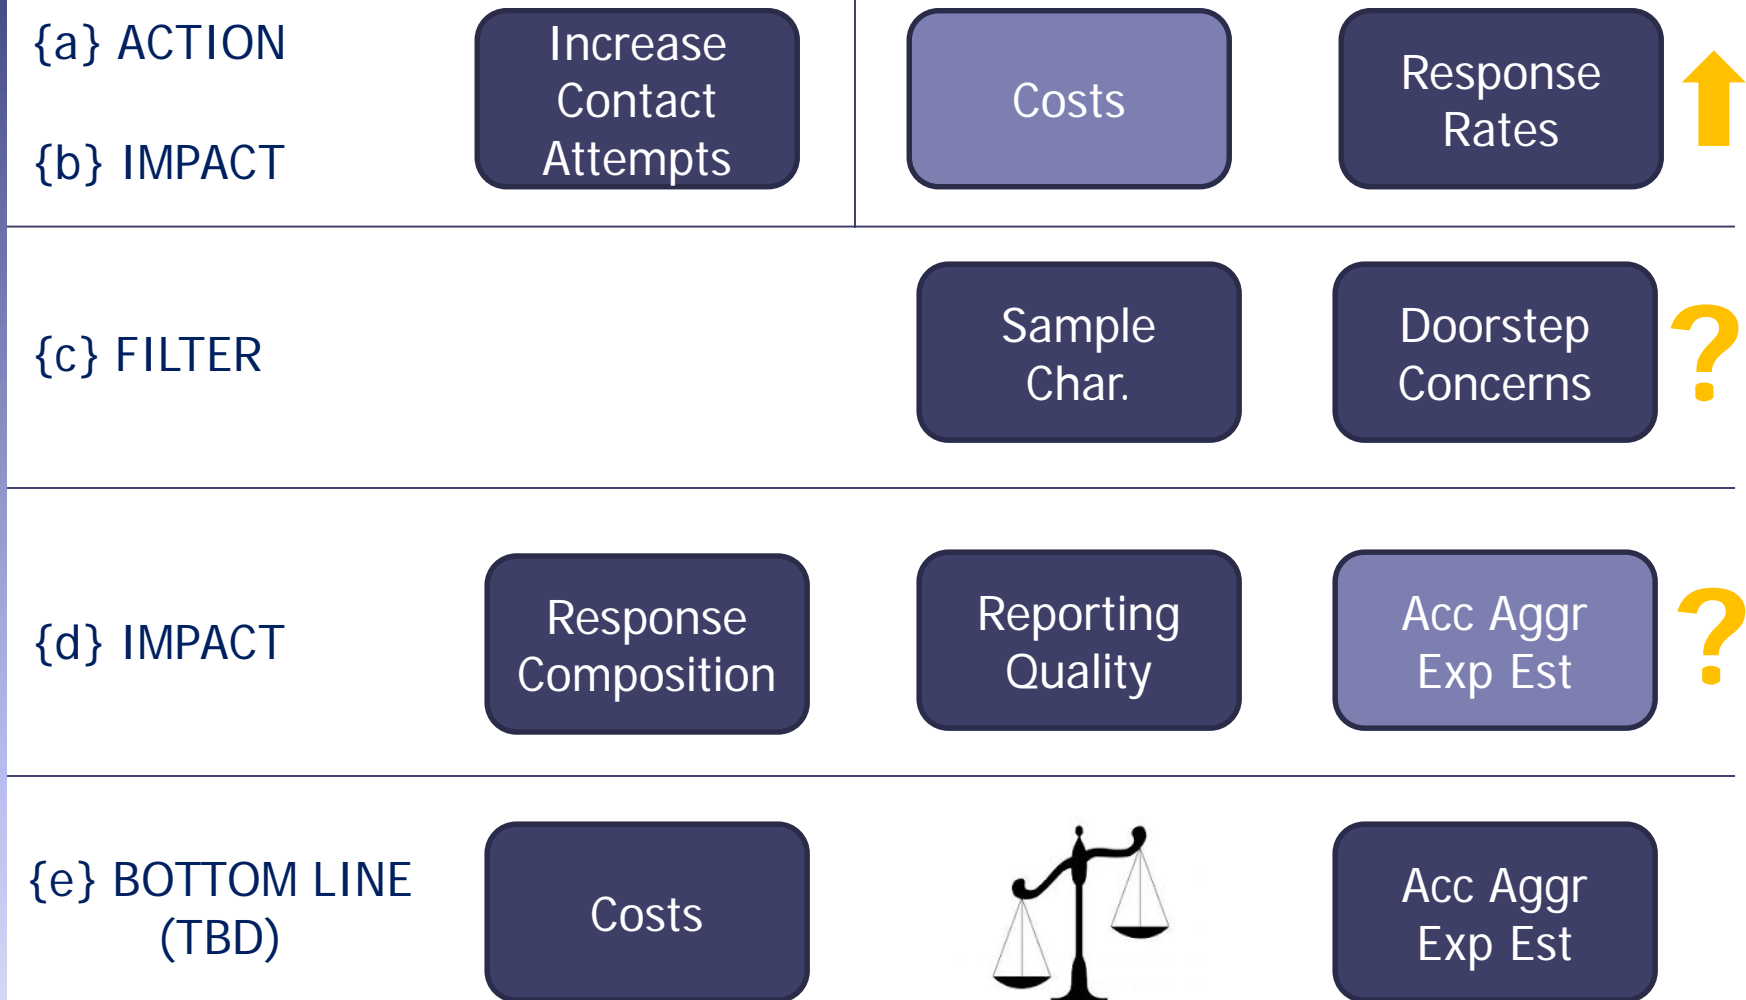 {a} ACTION
{b} IMPACT
Increase
Contact
Attempts
Costs
Response
Rates
{c} FILTER
Sample
Char.
Doorstep
Concerns
?
{d} IMPACT
Response
Composition
Reporting
Quality
Acc Aggr
Exp Est
?
{e} BOTTOM LINE
(TBD)
Costs
Acc Aggr
Exp Est